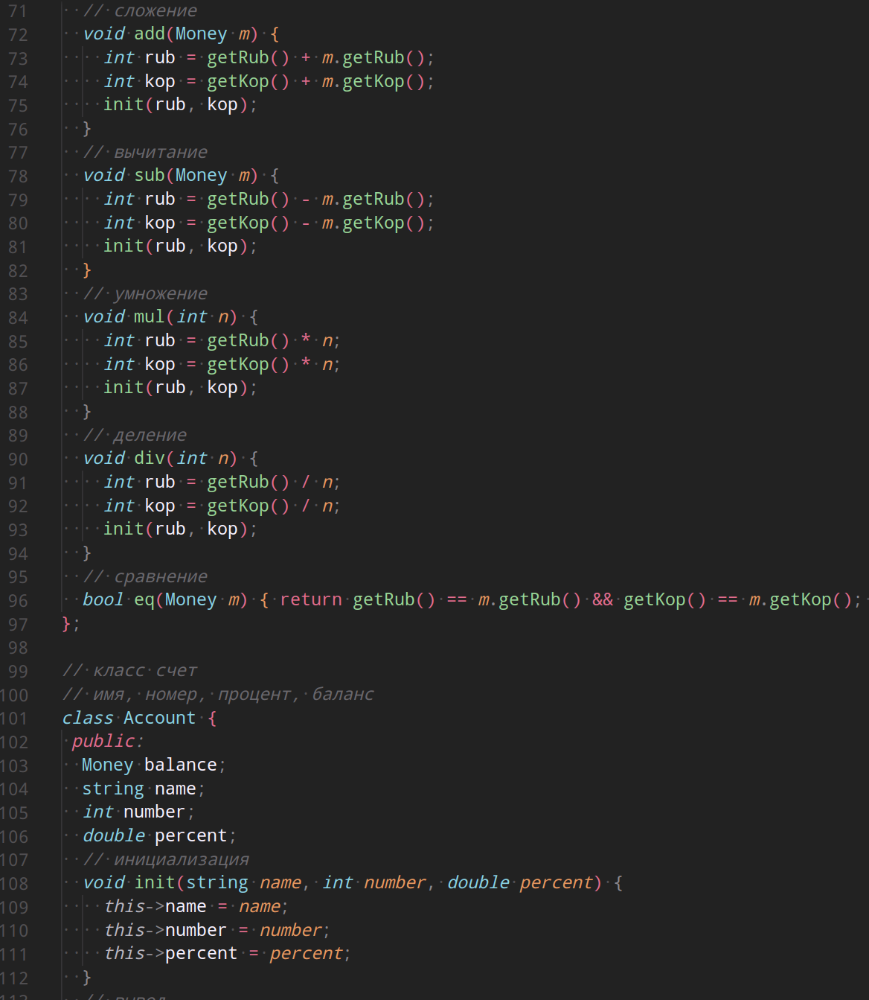 71 // сложение
72 void add(Money m) {
73 int rub = getRub() + m.getRub();
74 int kop = getKop() + m.getKop();
75 init(rub, kop);
76 }
77 // вычитание
78 void sub(Money m) {
79 int rub = getRub() - m.getRub();
80 int kop = getKop() - m.getKop();
81 init(rub, kop);
82 }
83 // умножение
84 void mul(int n) {
85 int rub = getRub() * n;
86 int kop = getKop() * n;
87 init(rub, kop);
88 }
89 // деление
90 void div(int n) {
91 int rub = getRub() / n;
92 int kop = getKop() / n;
93 init(rub, kop);
94 }
95 // сравнение
96 bool eq(Money m) { return getRub() == m.getRub() && getKop() == m.getKop();
97 };
98
99 // класс счет
100 // имя, номер, процент, баланс
101 class Account {
102 public:
103 Money balance;
104 string name;
105 int number;
106 double percent;
107 // инициализация
108 void init(string name, int number, double percent) {
109 this->name = name;
110 this->number = number;
111 this->percent = percent;
112 }
113 // вывод